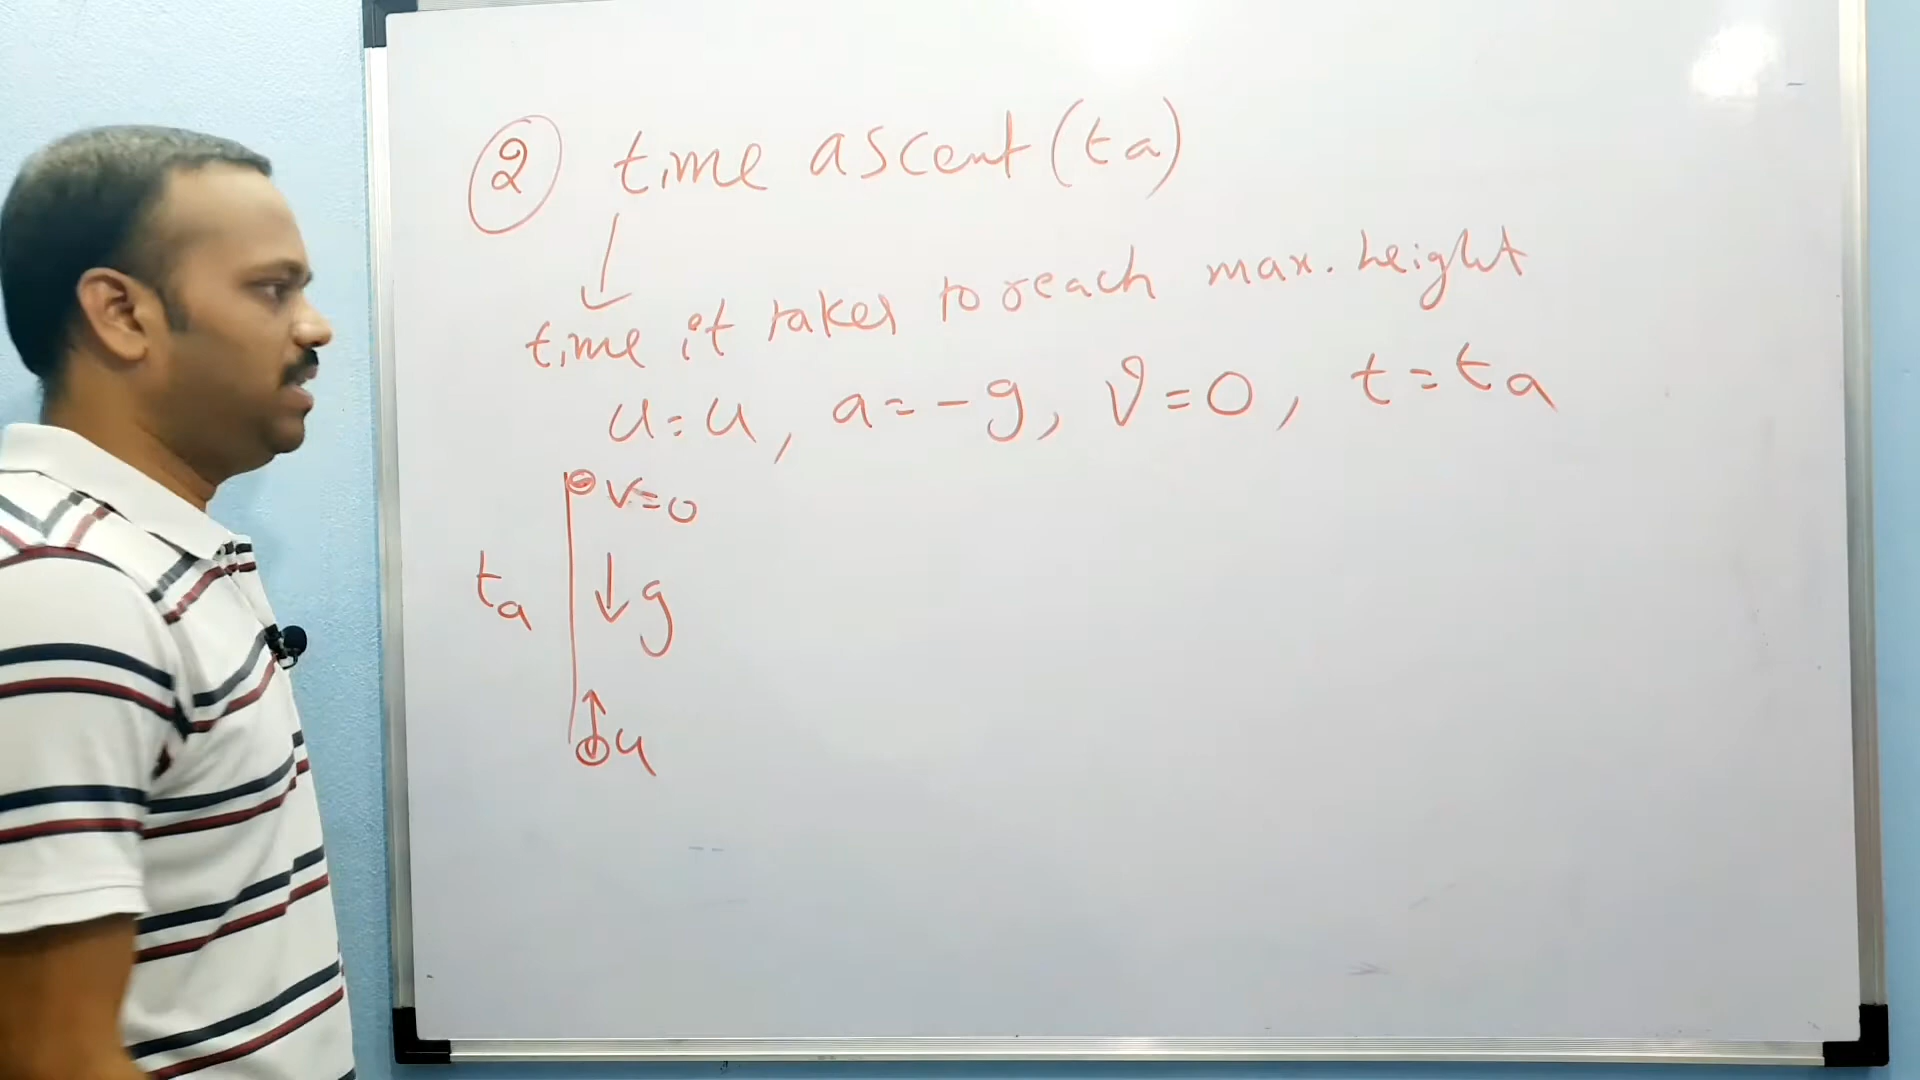 ② time ascent (ta)
time it takes to reach max. height
u = u, a = -g, v = 0, t = ta
v=0
ta
g
u